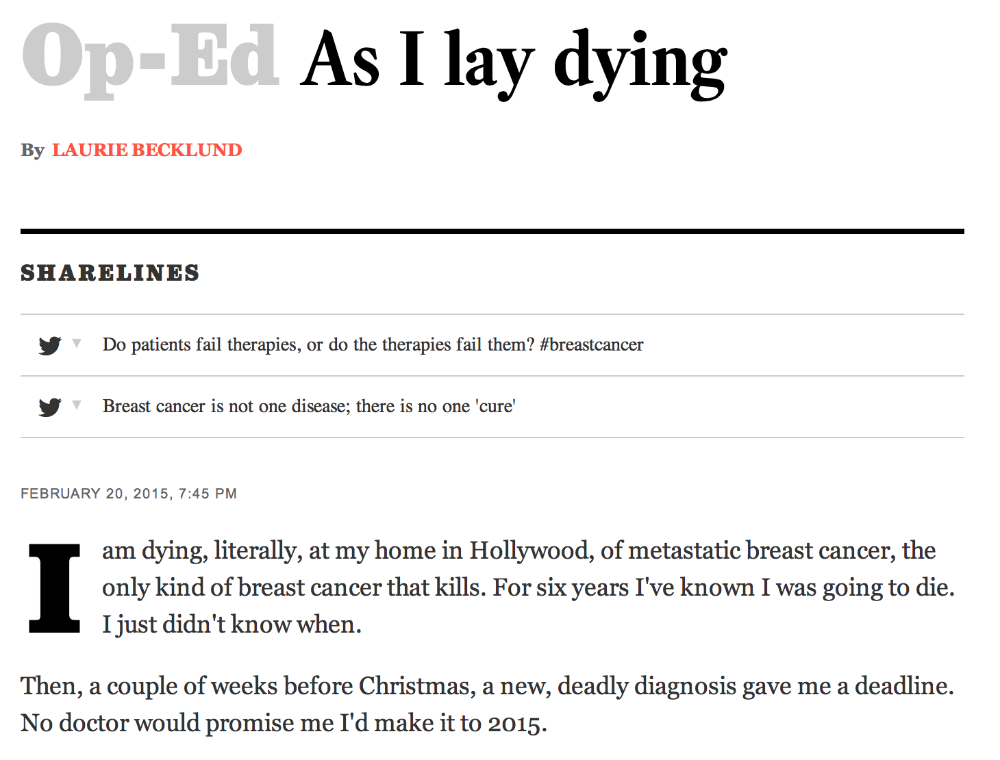 Op-Ed As I lay dying
By LAURIE BECKLUND
SHARELINES
Do patients fail therapies, or do the therapies fail them? #breastcancer
Breast cancer is not one disease; there is no one 'cure'
FEBRUARY 20, 2015, 7:45 PM
I am dying, literally, at my home in Hollywood, of metastatic breast cancer, the
only kind of breast cancer that kills. For six years I've known I was going to die.
I just didn't know when.
Then, a couple of weeks before Christmas, a new, deadly diagnosis gave me a deadline.
No doctor would promise me I'd make it to 2015.